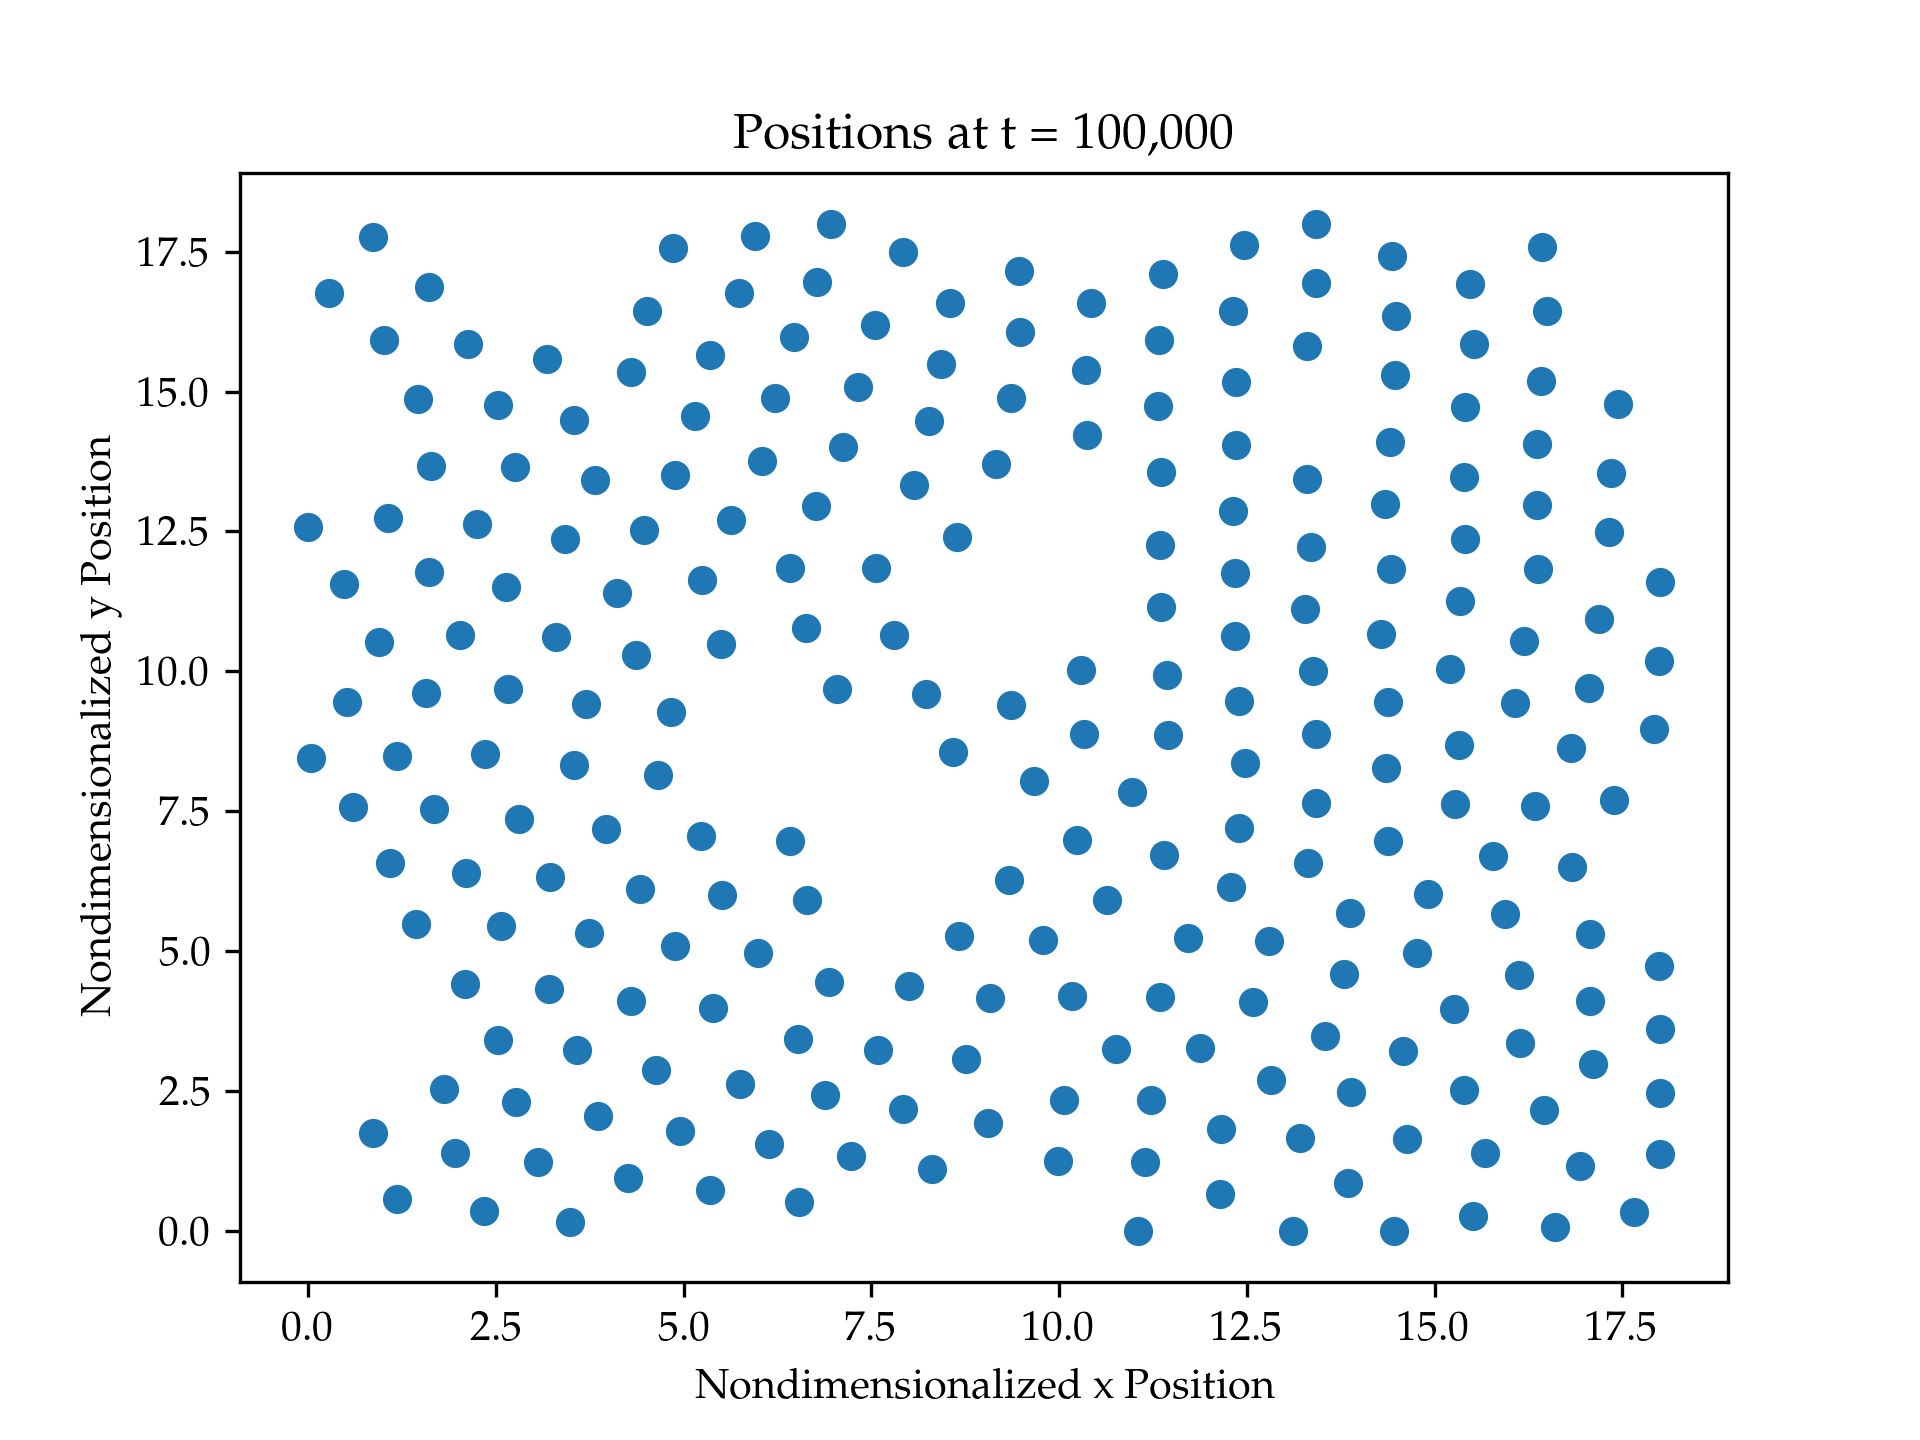 Positions at t = 100,000
Nondimensionalized y Position
17.5
15.0
12.5
10.0
7.5
5.0
2.5
0.0
0.0 2.5 5.0 7.5 10.0 12.5 15.0 17.5
Nondimensionalized x Position